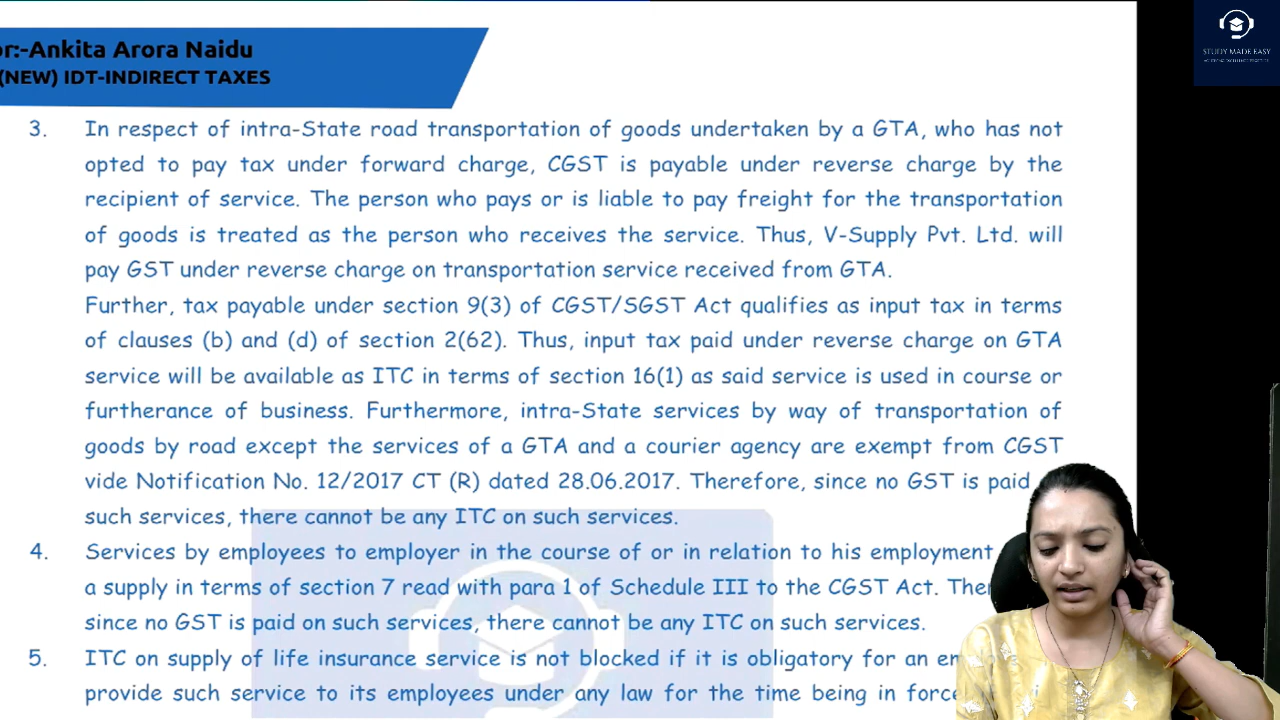 or:-Ankita Arora Naidu
(NEW) IDT-INDIRECT TAXES
STUDY MADE EASY
3. In respect of intra-State road transportation of goods undertaken by a GTA, who has not
opted to pay tax under forward charge, CGST is payable under reverse charge by the
recipient of service. The person who pays or is liable to pay freight for the transportation
of goods is treated as the person who receives the service. Thus, V-Supply Pvt. Ltd. will
pay GST under reverse charge on transportation service received from GTA.
Further, tax payable under section 9(3) of CGST/SGST Act qualifies as input tax in terms
of clauses (b) and (d) of section 2(62). Thus, input tax paid under reverse charge on GTA
service will be available as ITC in terms of section 16(1) as said service is used in course or
furtherance of business. Furthermore, intra-State services by way of transportation of
goods by road except the services of a GTA and a courier agency are exempt from CGST
vide Notification No. 12/2017 CT (R) dated 28.06.2017. Therefore, since no GST is paid
such services, there cannot be any ITC on such services.
4. Services by employees to employer in the course of or in relation to his employment
a supply in terms of section 7 read with para 1 of Schedule III to the CGST Act.
since no GST is paid on such services, there cannot be any ITC on such services.
5. ITC on supply of life insurance service is not blocked if it is obligatory for an
provide such service to its employees under any law for the time being in force